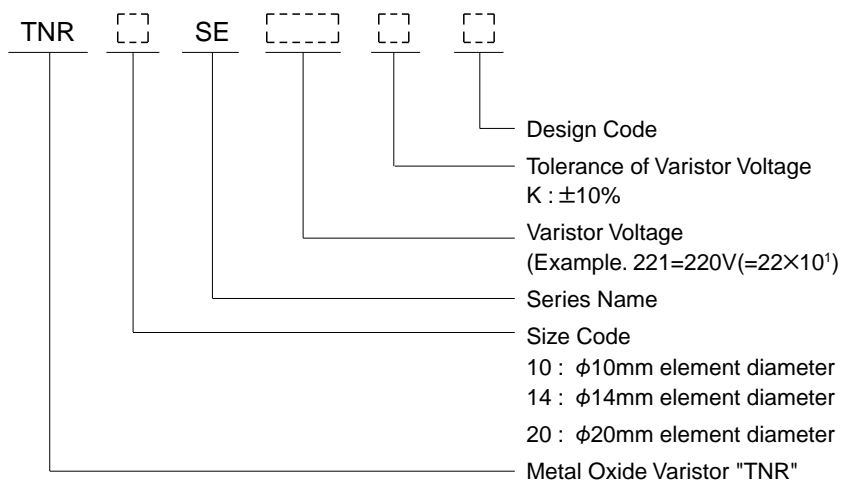 TNR SE
Design Code
Tolerance of Varistor Voltage
K : ±10%
Varistor Voltage
(Example. 221=220V(=22×10¹)
Series Name
Size Code
10 : ϕ10mm element diameter
14 : ϕ14mm element diameter
20 : ϕ20mm element diameter
Metal Oxide Varistor "TNR"